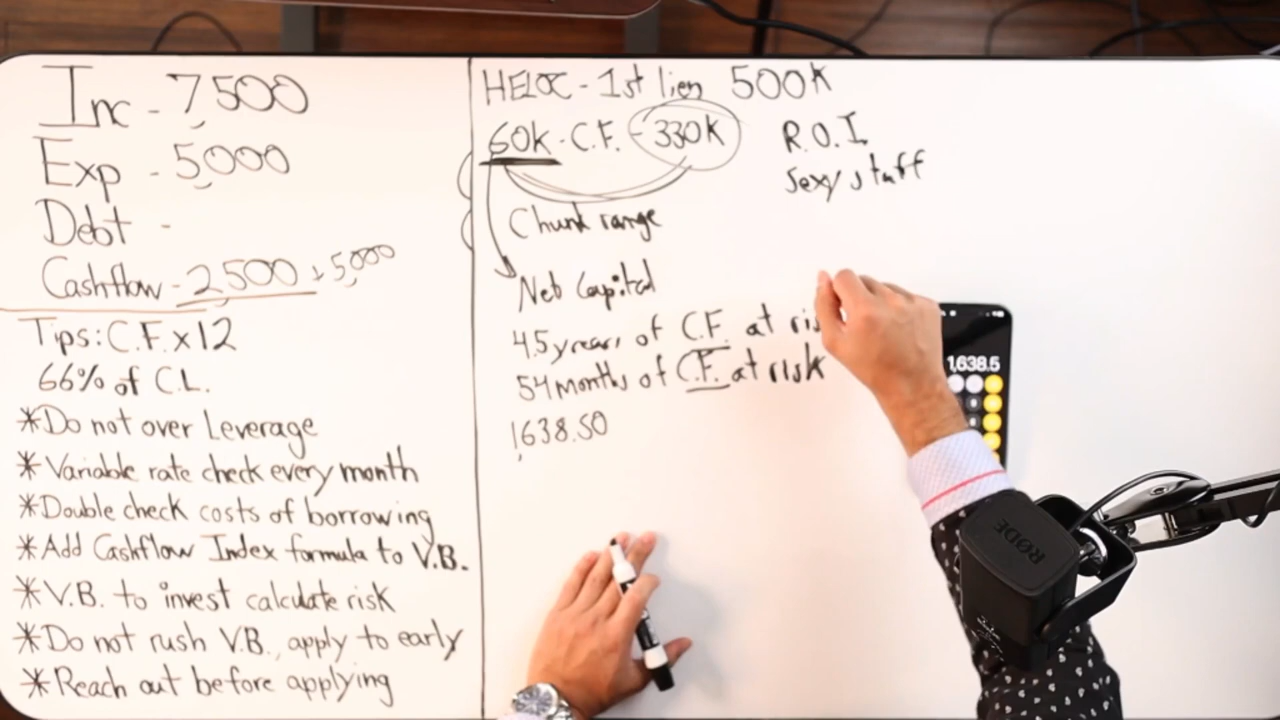 Inc - 7,500
Exp - 5,000
Debt -
Cashflow - 2,500 5,000
Tips: C.F. x 12
66% of C.L.
*Do not over Leverage
*Variable rate check every month
*Double check costs of borrowing
*Add Cashflow Index formula to V.B.
*V.B. to invest calculate risk
*Do not rush V.B., apply to early
*Reach out before applying
HELOC - 1st lien 500K
60K - C.F. - 330K
Chunk range
Net Capital
4.5 years of C.F. at
54 months of C.F. at risk
1,638.50
R.O.I.
Sexy stuff
1,638.5
RØDE